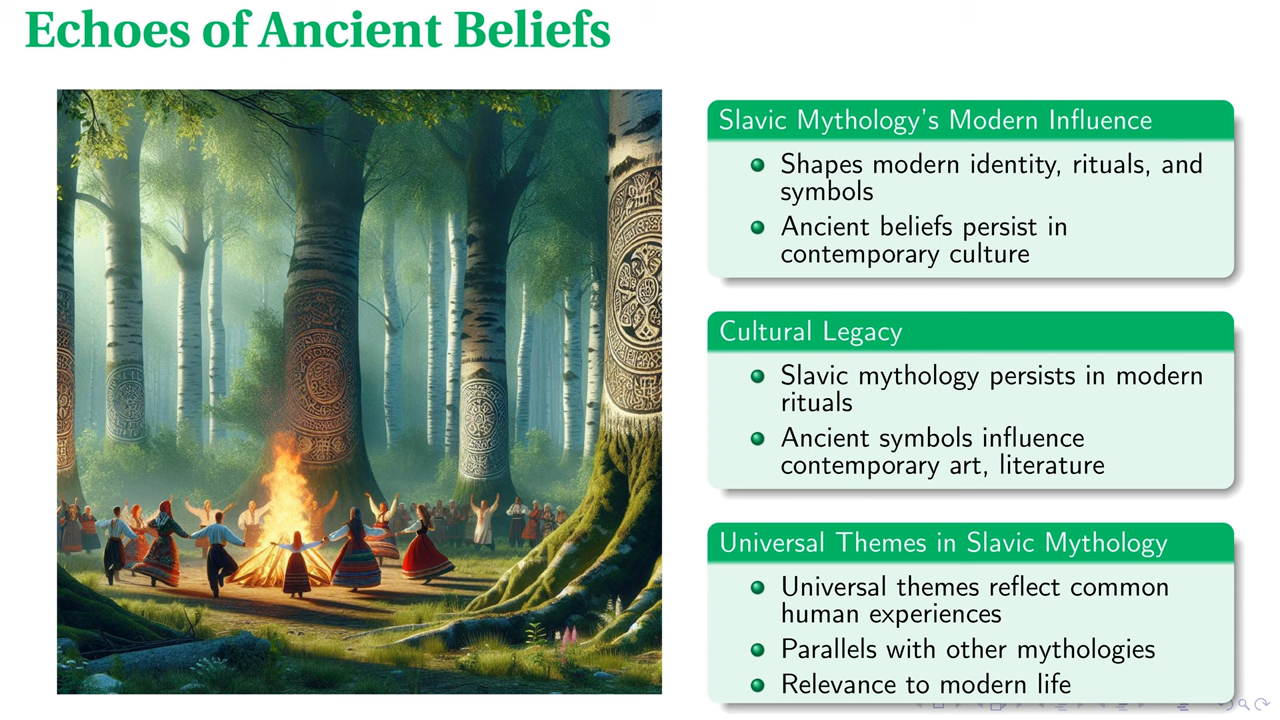 Echoes of Ancient Beliefs
Slavic Mythology's Modern Influence
Shapes modern identity, rituals, and
symbols
Ancient beliefs persist in
contemporary culture
Cultural Legacy
Slavic mythology persists in modern
rituals
Ancient symbols influence
contemporary art, literature
Universal Themes in Slavic Mythology
Universal themes reflect common
human experiences
Parallels with other mythologies
Relevance to modern life